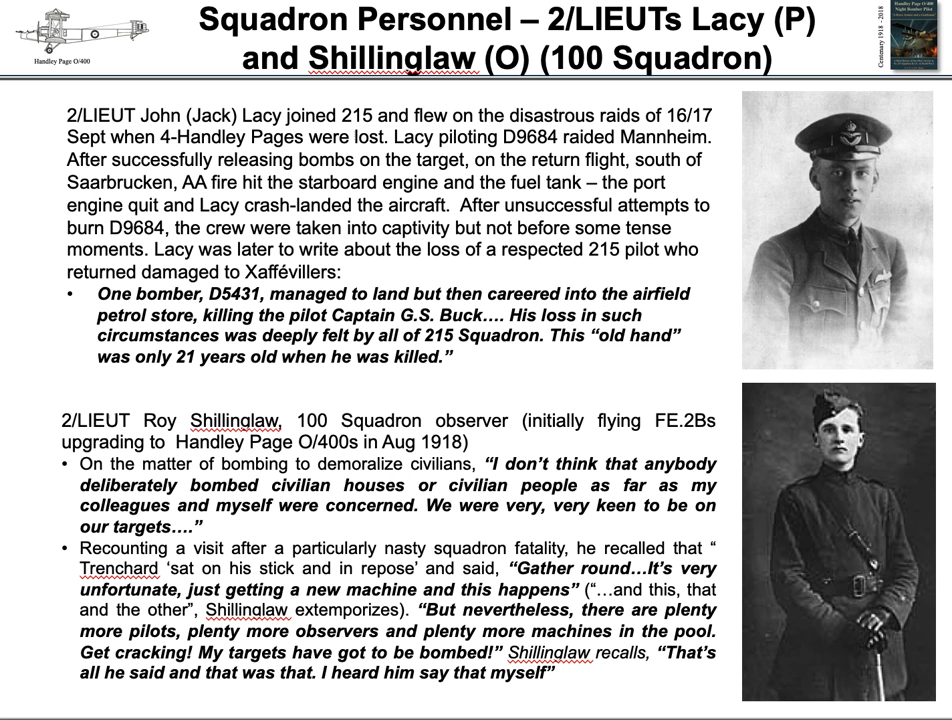 Squadron Personnel – 2/LIEUTs Lacy (P)
and Shillinglaw (O) (100 Squadron)
Handley Page O/400
Centenary 1918 - 2018
Handley Page O/400
Night Bomber Pilot
2/LIEUT John (Jack) Lacy joined 215 and flew on the disastrous raids of 16/17
Sept when 4-Handley Pages were lost. Lacy piloting D9684 raided Mannheim.
After successfully releasing bombs on the target, on the return flight, south of
Saarbrucken, AA fire hit the starboard engine and the fuel tank – the port
engine quit and Lacy crash-landed the aircraft. After unsuccessful attempts to
burn D9684, the crew were taken into captivity but not before some tense
moments. Lacy was later to write about the loss of a respected 215 pilot who
returned damaged to Xaffévillers:
• One bomber, D5431, managed to land but then careered into the airfield
petrol store, killing the pilot Captain G.S. Buck…. His loss in such
circumstances was deeply felt by all of 215 Squadron. This “old hand”
was only 21 years old when he was killed.”
2/LIEUT Roy Shillinglaw, 100 Squadron observer (initially flying FE.2Bs
upgrading to Handley Page O/400s in Aug 1918)
• On the matter of bombing to demoralize civilians, “I don’t think that anybody
deliberately bombed civilian houses or civilian people as far as my
colleagues and myself were concerned. We were very, very keen to be on
our targets….”
• Recounting a visit after a particularly nasty squadron fatality, he recalled that “
Trenchard ‘sat on his stick and in repose’ and said, “Gather round…It’s very
unfortunate, just getting a new machine and this happens” (“…and this, that
and the other”, Shillinglaw extemporizes). “But nevertheless, there are plenty
more pilots, plenty more observers and plenty more machines in the pool.
Get cracking! My targets have got to be bombed!” Shillinglaw recalls, “That’s
all he said and that was that. I heard him say that myself”